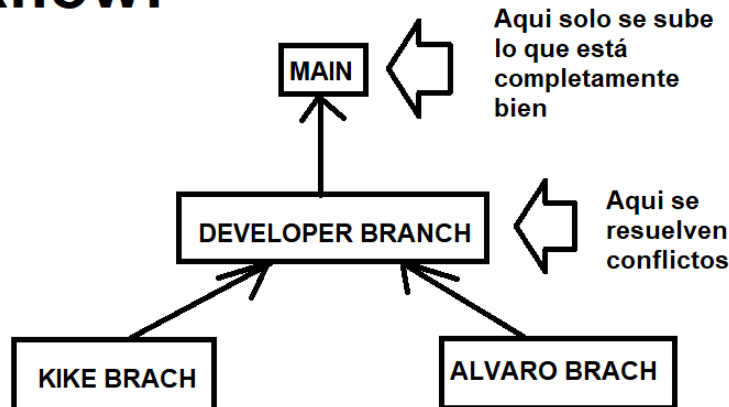 know.
Aqui solo se sube
lo que está
completamente
bien
MAIN
DEVELOPER BRANCH
Aqui se
resuelven
conflictos
KIKE BRACH
ALVARO BRACH